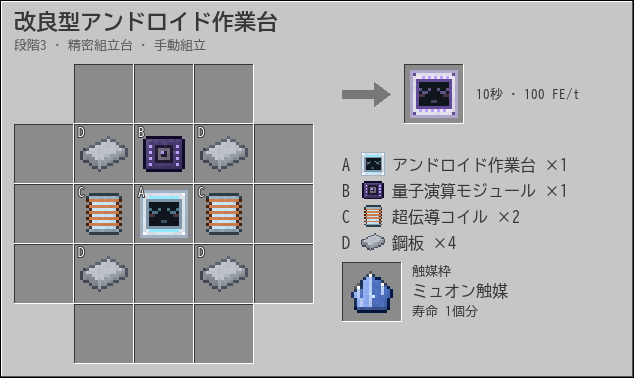 改良型アンドロイド作業台
段階3 · 精密組立台 · 手動組立
D
B
D
C
A
C
D
D
10秒 · 100 FE/t
A アンドロイド作業台 ×1
B 量子演算モジュール ×1
C 超伝導コイル ×2
D 鋼板 ×4
触媒枠
ミュオン触媒
寿命 1個分